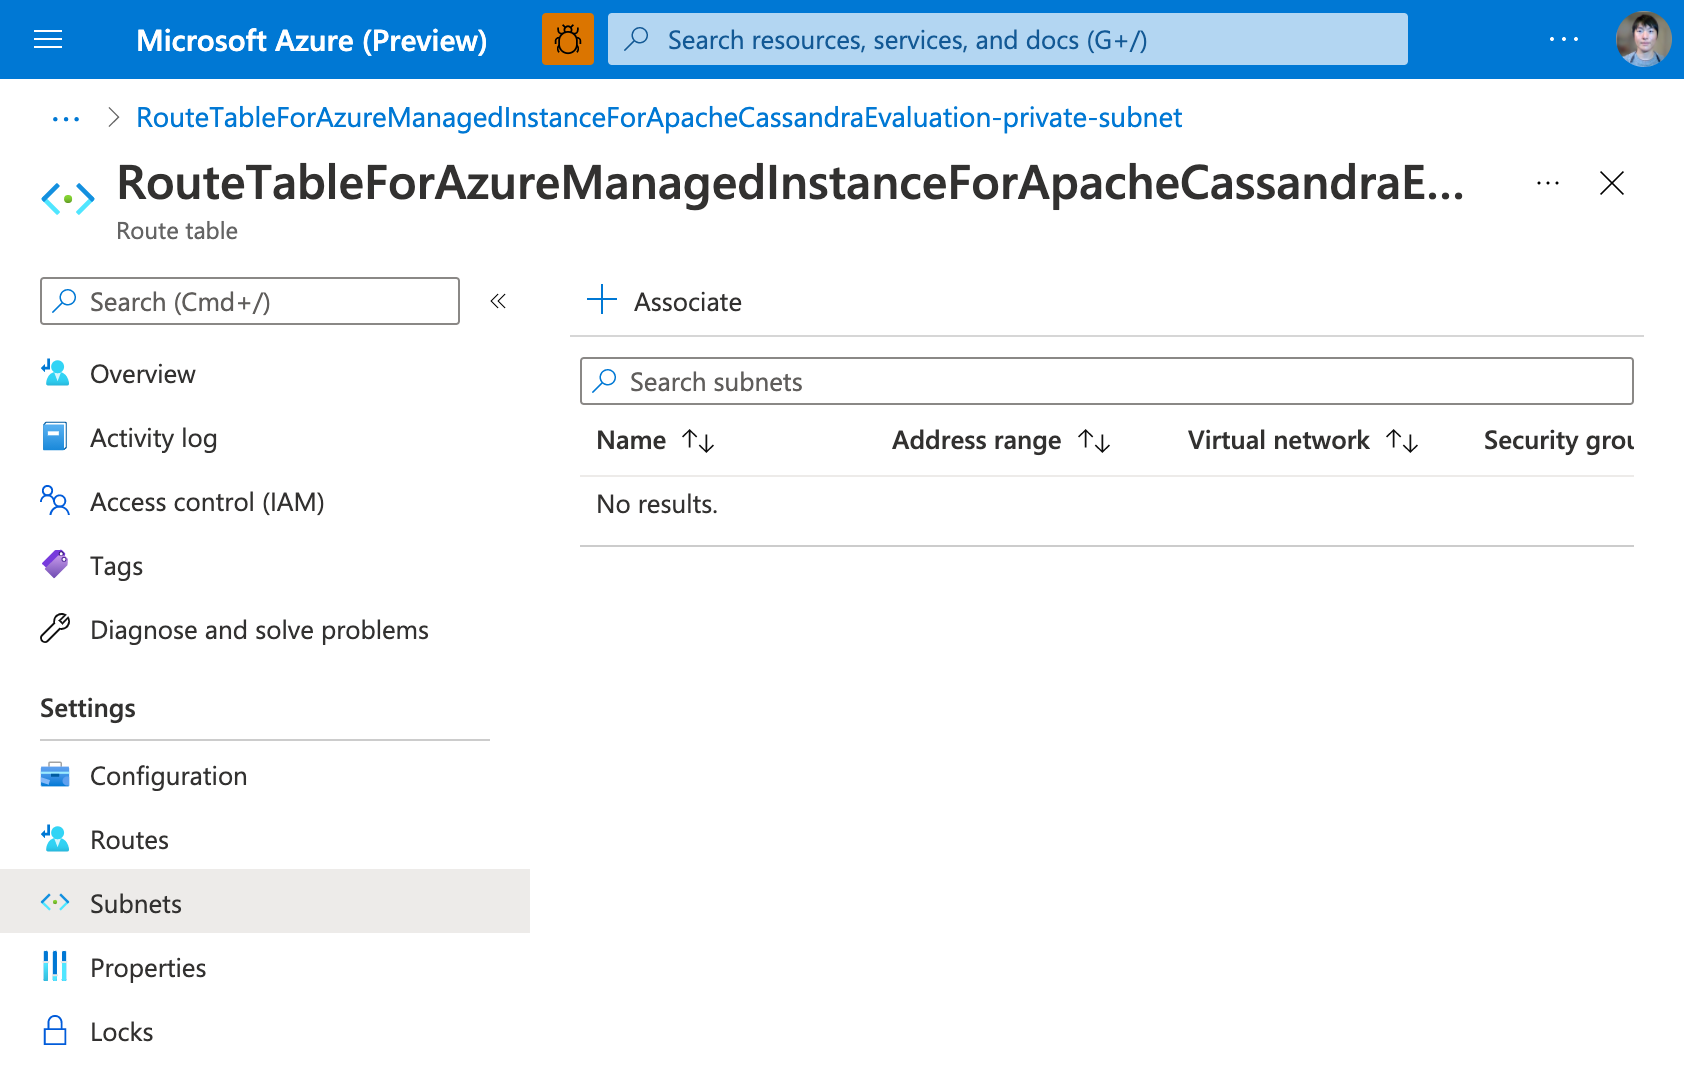 Microsoft Azure (Preview)
Search resources, services, and docs (G+/)
RouteTableForAzureManagedInstanceForApacheCassandraEvaluation-private-subnet
RouteTableForAzureManagedInstanceForApacheCassandraE...
Route table
Search (Cmd+/)
Associate
Overview
Activity log
Access control (IAM)
Tags
Diagnose and solve problems
Settings
Configuration
Routes
Subnets
Properties
Locks
Search subnets
Name Address range Virtual network Security grou
No results.